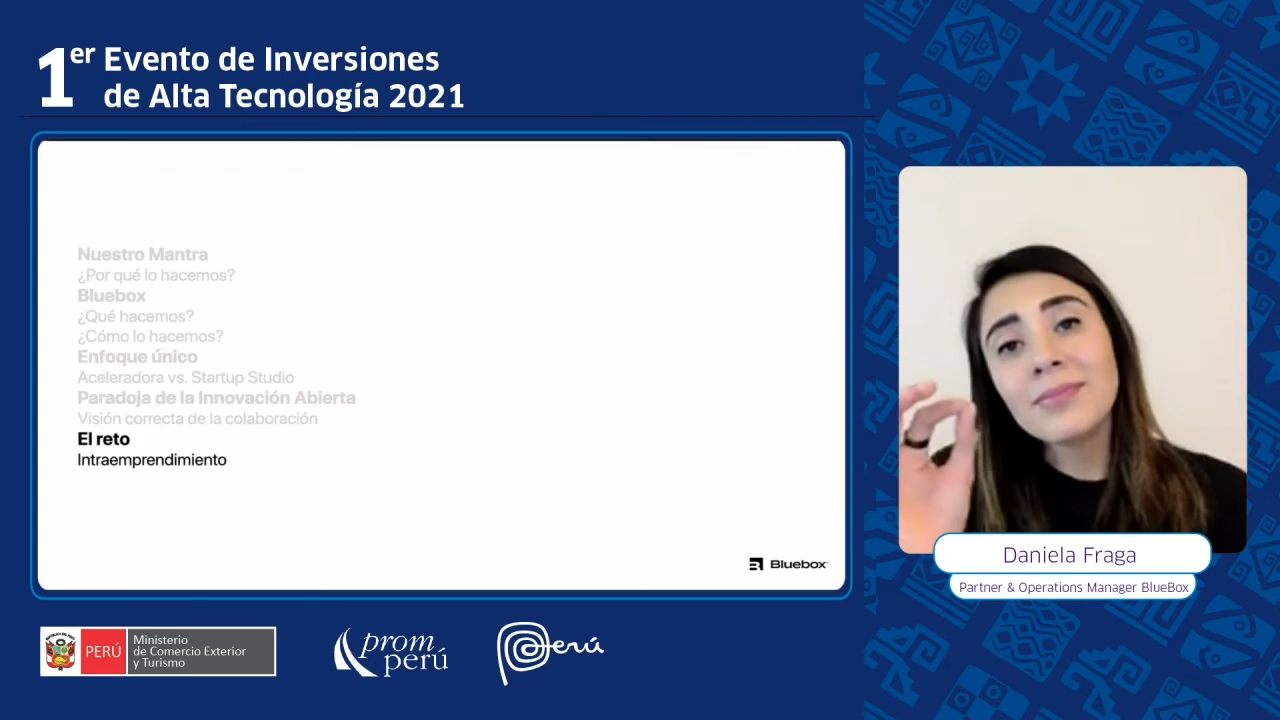 1er Evento de Inversiones
de Alta Tecnología 2021
Nuestro Mantra
¿Por qué lo hacemos?
Bluebox
¿Qué hacemos?
¿Cómo lo hacemos?
Enfoque único
Aceleradora vs. Startup Studio
Paradoja de la Innovación Abierta
Visión correcta de la colaboración
El reto
Intraemprendimiento
Bluebox
Daniela Fraga
Partner & Operations Manager BlueBox
PERÚ
Ministerio
de Comercio Exterior
y Turismo
prom
perú
Perú